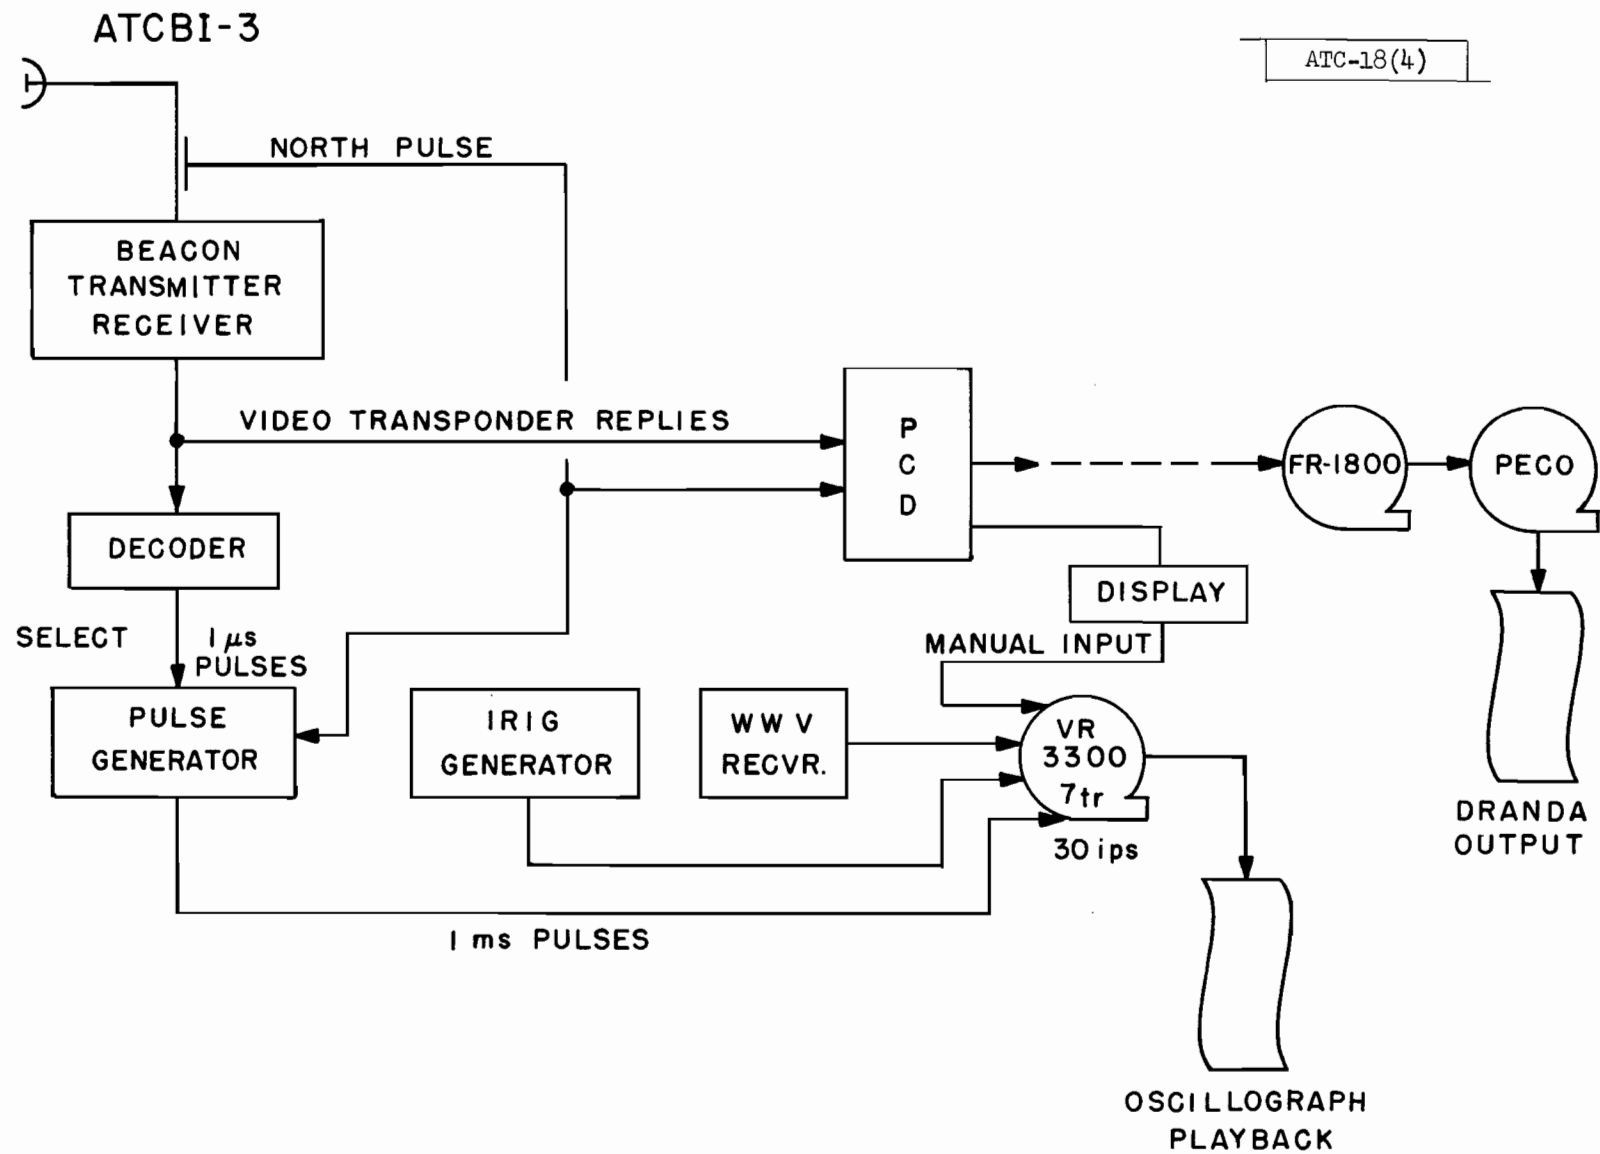 ATCBI-3
ATC-18(4)
NORTH PULSE
BEACON
TRANSMITTER
RECEIVER
VIDEO TRANSPONDER REPLIES
P
C
D
FR-1800
PECO
DECODER
DISPLAY
SELECT
1 μs
PULSES
MANUAL INPUT
PULSE
GENERATOR
IRIG
GENERATOR
WWV
RECVR.
VR
3300
7tr
30 ips
DRANDA
OUTPUT
1 ms PULSES
OSCILLOGRAPH
PLAYBACK